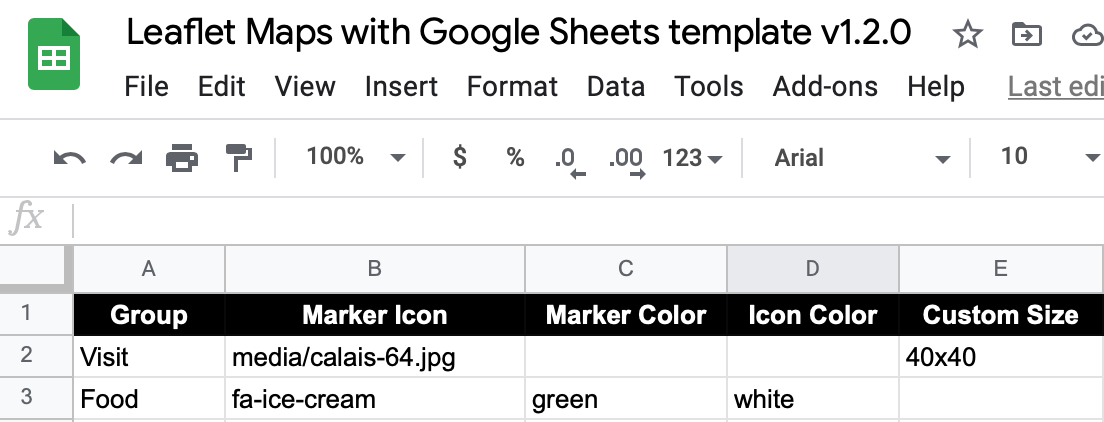 Leaflet Maps with Google Sheets template v1.2.0
File Edit View Insert Format Data Tools Add-ons Help Last edi
100% $ % .0 .00 123 Arial 10
fx
A B C D E
1 Group Marker Icon Marker Color Icon Color Custom Size
2 Visit media/calais-64.jpg 40x40
3 Food fa-ice-cream green white